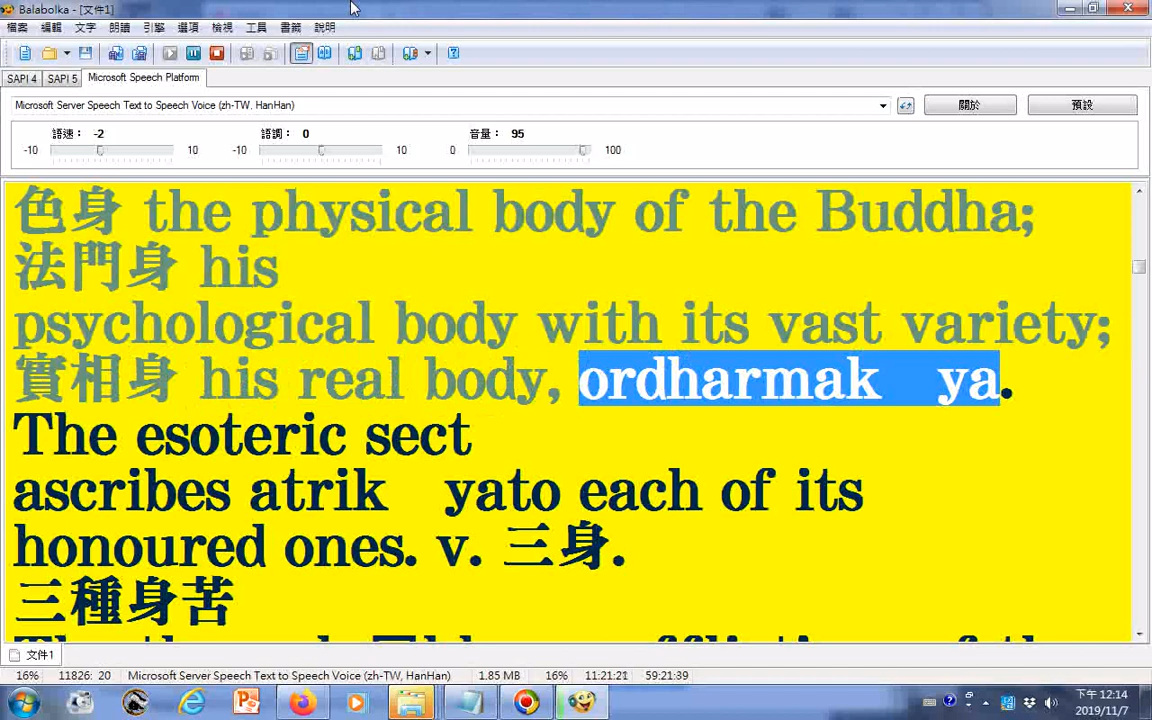 Balabolka - [文件1]
檔案 編輯 文字 朗讀 引擎 選項 檢視 工具 書籤 說明
SAPI 4 SAPI 5 Microsoft Speech Platform
Microsoft Server Speech Text to Speech Voice (zh-TW, HanHan) 關於 預設
語速： -2 語調： 0 音量： 95
-10 10 -10 10 0 100
色身 the physical body of the Buddha;
法門身 his
psychological body with its vast variety;
實相身 his real body, ordharmak ya.
The esoteric sect
ascribes atrik yato each of its
honoured ones. v. 三身.
三種身苦
文件1
16% 11826: 20 Microsoft Server Speech Text to Speech Voice (zh-TW, HanHan) 1.85 MB 16% 11:21:21 59:21:39
下午 12:14
2019/11/7